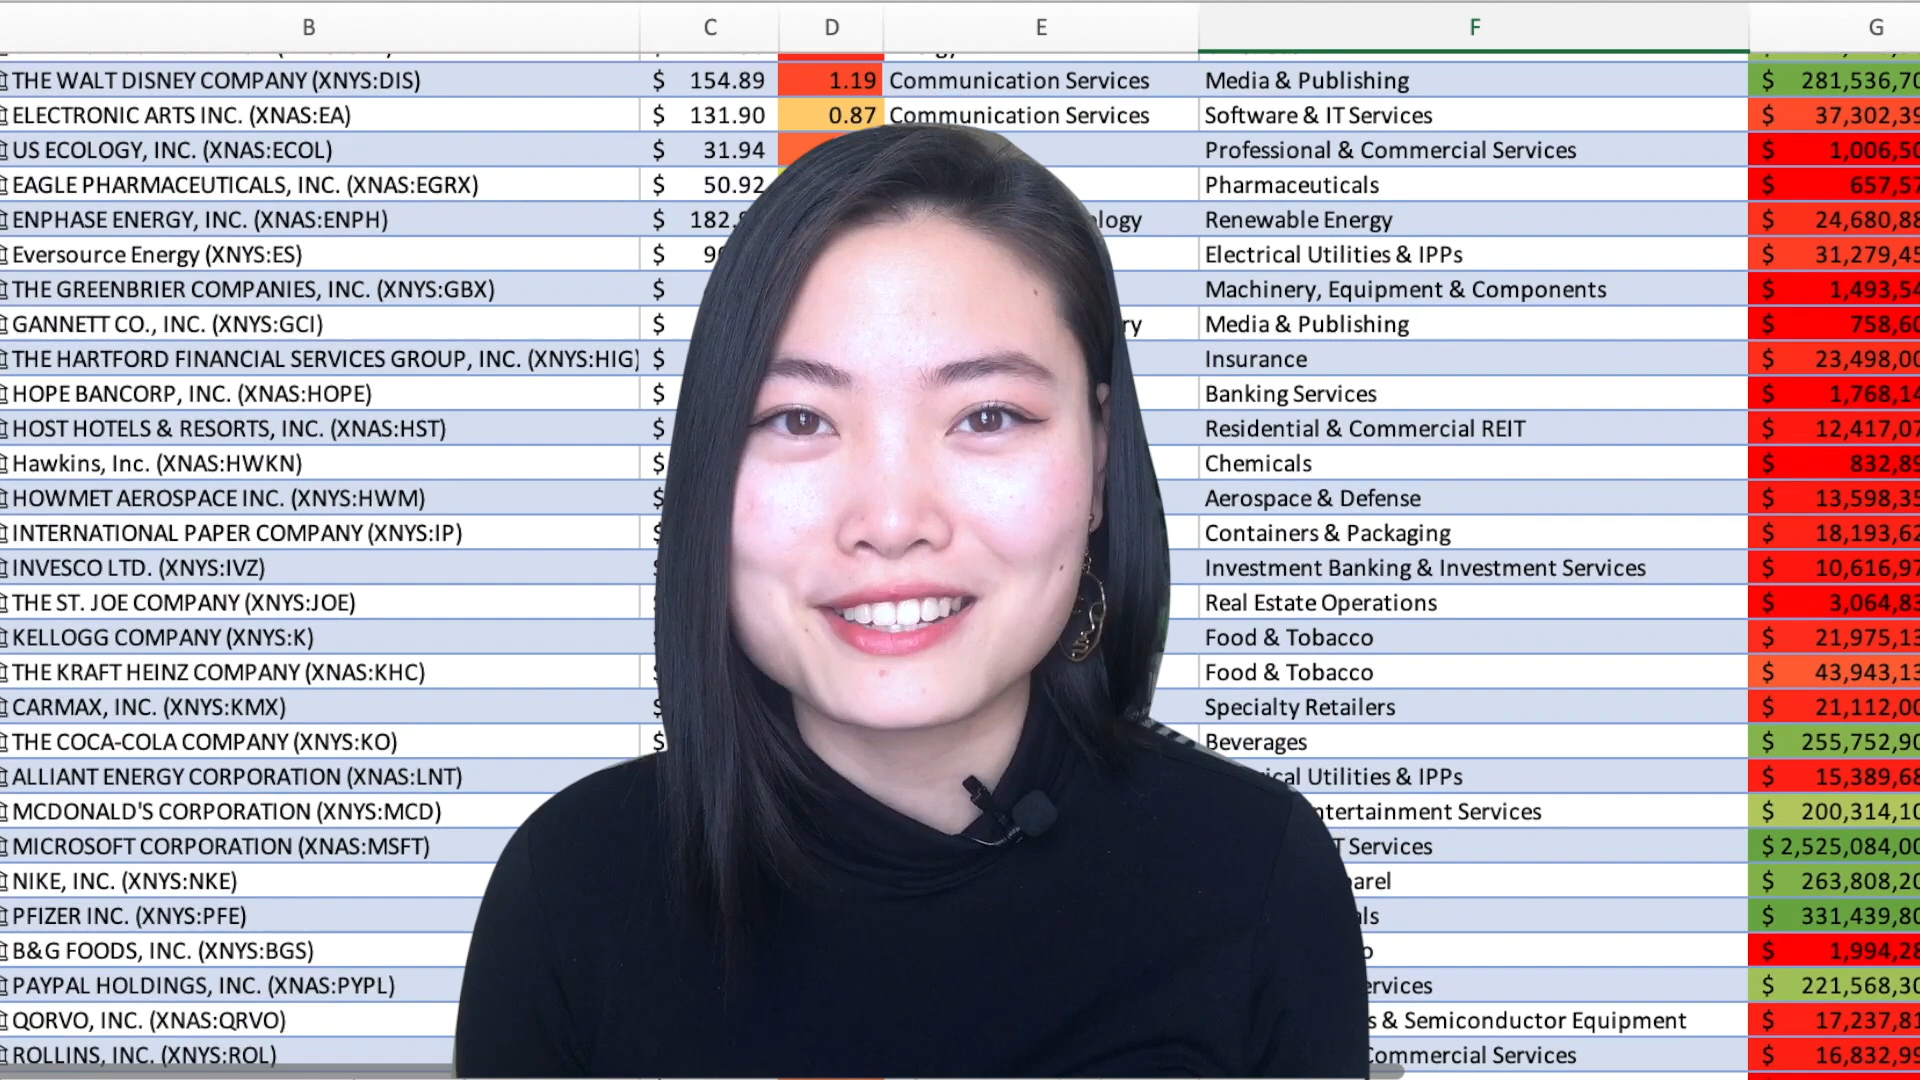 B C D E F G
THE WALT DISNEY COMPANY (XNYS:DIS) $ 154.89 1.19 Communication Services Media & Publishing $ 281,536,70
ELECTRONIC ARTS INC. (XNAS:EA) $ 131.90 0.87 Communication Services Software & IT Services $ 37,302,39
US ECOLOGY, INC. (XNAS:ECOL) $ 31.94 Professional & Commercial Services $ 1,006,50
EAGLE PHARMACEUTICALS, INC. (XNAS:EGRX) $ 50.92 Pharmaceuticals $ 657,57
ENPHASE ENERGY, INC. (XNAS:ENPH) $ 182. ology Renewable Energy $ 24,680,88
Eversource Energy (XNYS:ES) $ 9 Electrical Utilities & IPPs $ 31,279,45
THE GREENBRIER COMPANIES, INC. (XNYS:GBX) $ Machinery, Equipment & Components $ 1,493,54
GANNETT CO., INC. (XNYS:GCI) $ ry Media & Publishing $ 758,60
THE HARTFORD FINANCIAL SERVICES GROUP, INC. (XNYS:HIG) $ Insurance $ 23,498,00
HOPE BANCORP, INC. (XNAS:HOPE) $ Banking Services $ 1,768,14
HOST HOTELS & RESORTS, INC. (XNAS:HST) $ Residential & Commercial REIT $ 12,417,07
Hawkins, Inc. (XNAS:HWKN) $ Chemicals $ 832,89
HOWMET AEROSPACE INC. (XNYS:HWM) $ Aerospace & Defense $ 13,598,35
INTERNATIONAL PAPER COMPANY (XNYS:IP) $ Containers & Packaging $ 18,193,62
INVESCO LTD. (XNYS:IVZ) $ Investment Banking & Investment Services $ 10,616,97
THE ST. JOE COMPANY (XNYS:JOE) $ Real Estate Operations $ 3,064,83
KELLOGG COMPANY (XNYS:K) $ Food & Tobacco $ 21,975,13
THE KRAFT HEINZ COMPANY (XNAS:KHC) $ Food & Tobacco $ 43,943,13
CARMAX, INC. (XNYS:KMX) $ Specialty Retailers $ 21,112,00
THE COCA-COLA COMPANY (XNYS:KO) $ Beverages $ 255,752,90
ALLIANT ENERGY CORPORATION (XNAS:LNT) ical Utilities & IPPs $ 15,389,68
MCDONALD'S CORPORATION (XNYS:MCD) ntertainment Services $ 200,314,10
MICROSOFT CORPORATION (XNAS:MSFT) T Services $ 2,525,084,00
NIKE, INC. (XNYS:NKE) arel $ 263,808,20
PFIZER INC. (XNYS:PFE) als $ 331,439,80
B&G FOODS, INC. (XNYS:BGS) o $ 1,994,28
PAYPAL HOLDINGS, INC. (XNAS:PYPL) ervices $ 221,568,30
QORVO, INC. (XNAS:QRVO) s & Semiconductor Equipment $ 17,237,81
ROLLINS, INC. (XNYS:ROL) Commercial Services $ 16,832,99